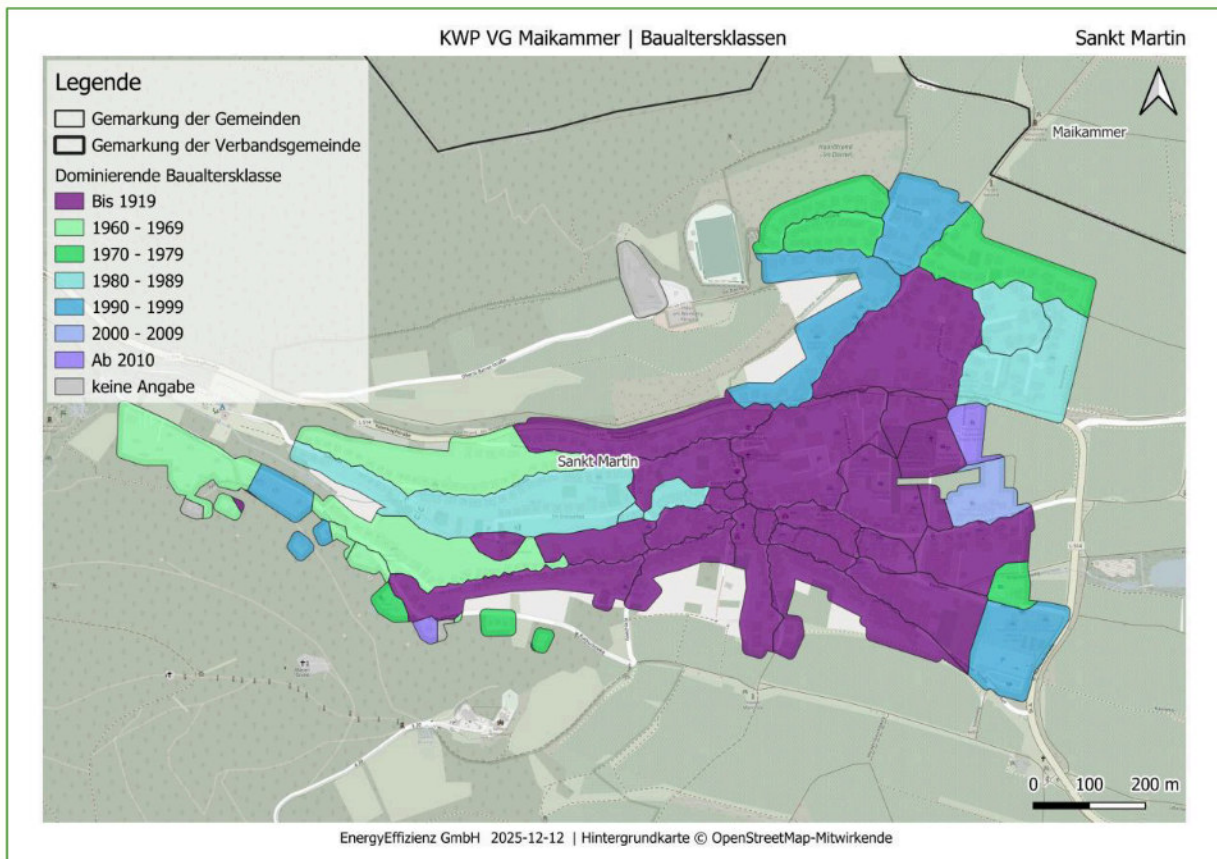 KWP VG Maikammer | Baualtersklassen
Sankt Martin
Legende
Gemarkung der Gemeinden
Gemarkung der Verbandsgemeinde
Dominierende Baualtersklasse
Bis 1919
1960 - 1969
1970 - 1979
1980 - 1989
1990 - 1999
2000 - 2009
Ab 2010
keine Angabe
Maikammer
Sankt Martin
0 100 200 m
EnergyEffizienz GmbH 2025-12-12 | Hintergrundkarte © OpenStreetMap-Mitwirkende